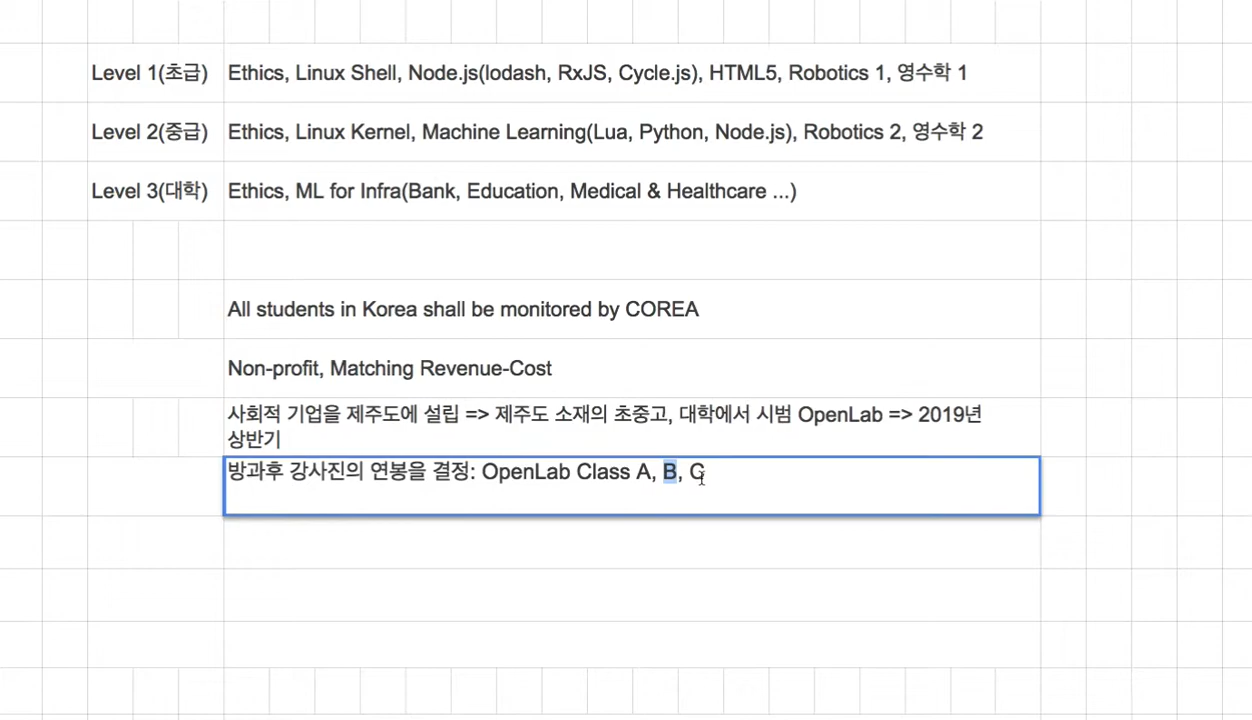 Level 1(초급) Ethics, Linux Shell, Node.js(lodash, RxJS, Cycle.js), HTML5, Robotics 1, 영수학 1
Level 2(중급) Ethics, Linux Kernel, Machine Learning(Lua, Python, Node.js), Robotics 2, 영수학 2
Level 3(대학) Ethics, ML for Infra(Bank, Education, Medical & Healthcare ...)
All students in Korea shall be monitored by COREA
Non-profit, Matching Revenue-Cost
사회적 기업을 제주도에 설립 => 제주도 소재의 초중고, 대학에서 시범 OpenLab => 2019년
상반기
방과후 강사진의 연봉을 결정: OpenLab Class A, B, C